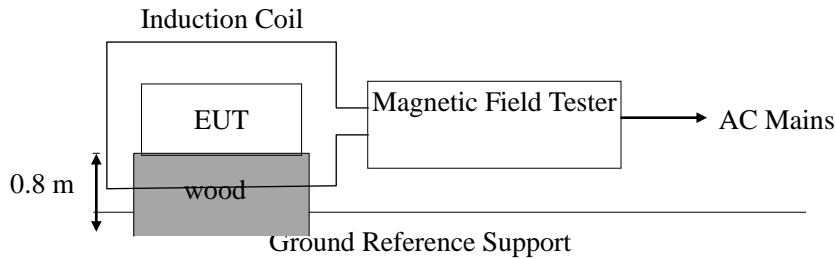 Induction Coil
Magnetic Field Tester
EUT
AC Mains
0.8 m
wood
Ground Reference Support